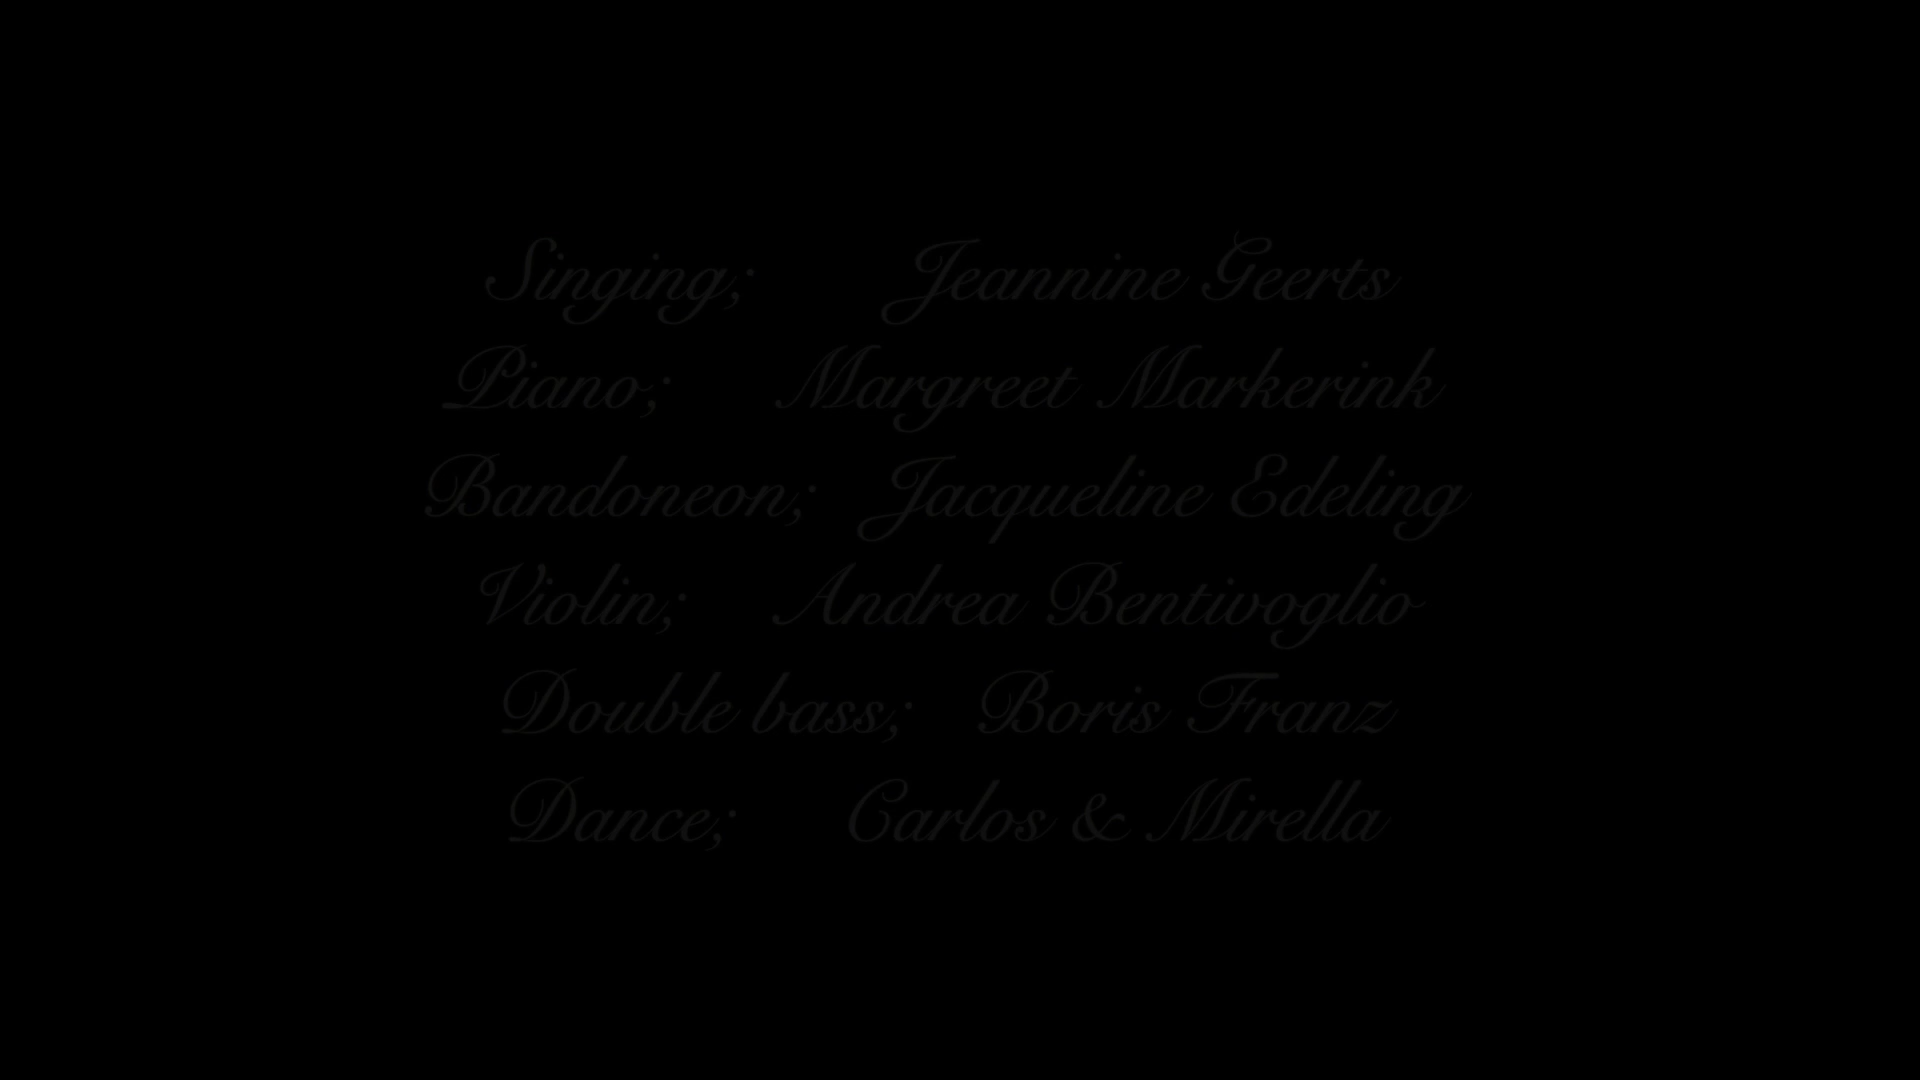 Singing; Jeannine Geerts
Piano; Margreet Markerink
Bandoneon; Jacqueline Edeling
Violin; Andrea Bentivoglio
Double bass; Boris Franz
Dance; Carlos & Mirella